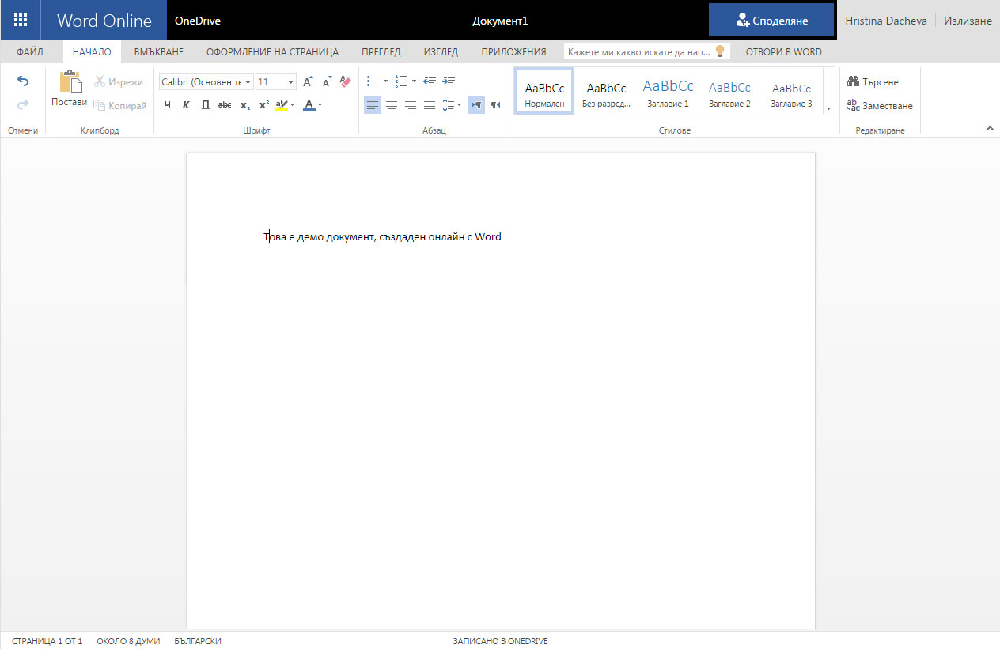 Word Online OneDrive Документ1 Споделяне Hristina Dacheva Излизане
ФАЙЛ НАЧАЛО ВМЪКВАНЕ ОФОРМЛЕНИЕ НА СТРАНИЦА ПРЕГЛЕД ИЗГЛЕД ПРИЛОЖЕНИЯ Кажете ми какво искате да нап... ОТВОРИ В WORD
Постави Изрежи Копирай
Calibri (Основен те 11
Ч К П abc x₂ x² aby A
AaBbCc AaBbCc AaBbCc AaBbCc AaBbCc
Нормален Без разред... Заглавие 1 Заглавие 2 Заглавие 3
Търсене
abac Заместване
Отмени Клипборд Шрифт Абзац Стилове Редактиране
Това е демо документ, създаден онлайн с Word
СТРАНИЦА 1 ОТ 1 ОКОЛО 8 ДУМИ БЪЛГАРСКИ ЗАПИСАНО В ONEDRIVE